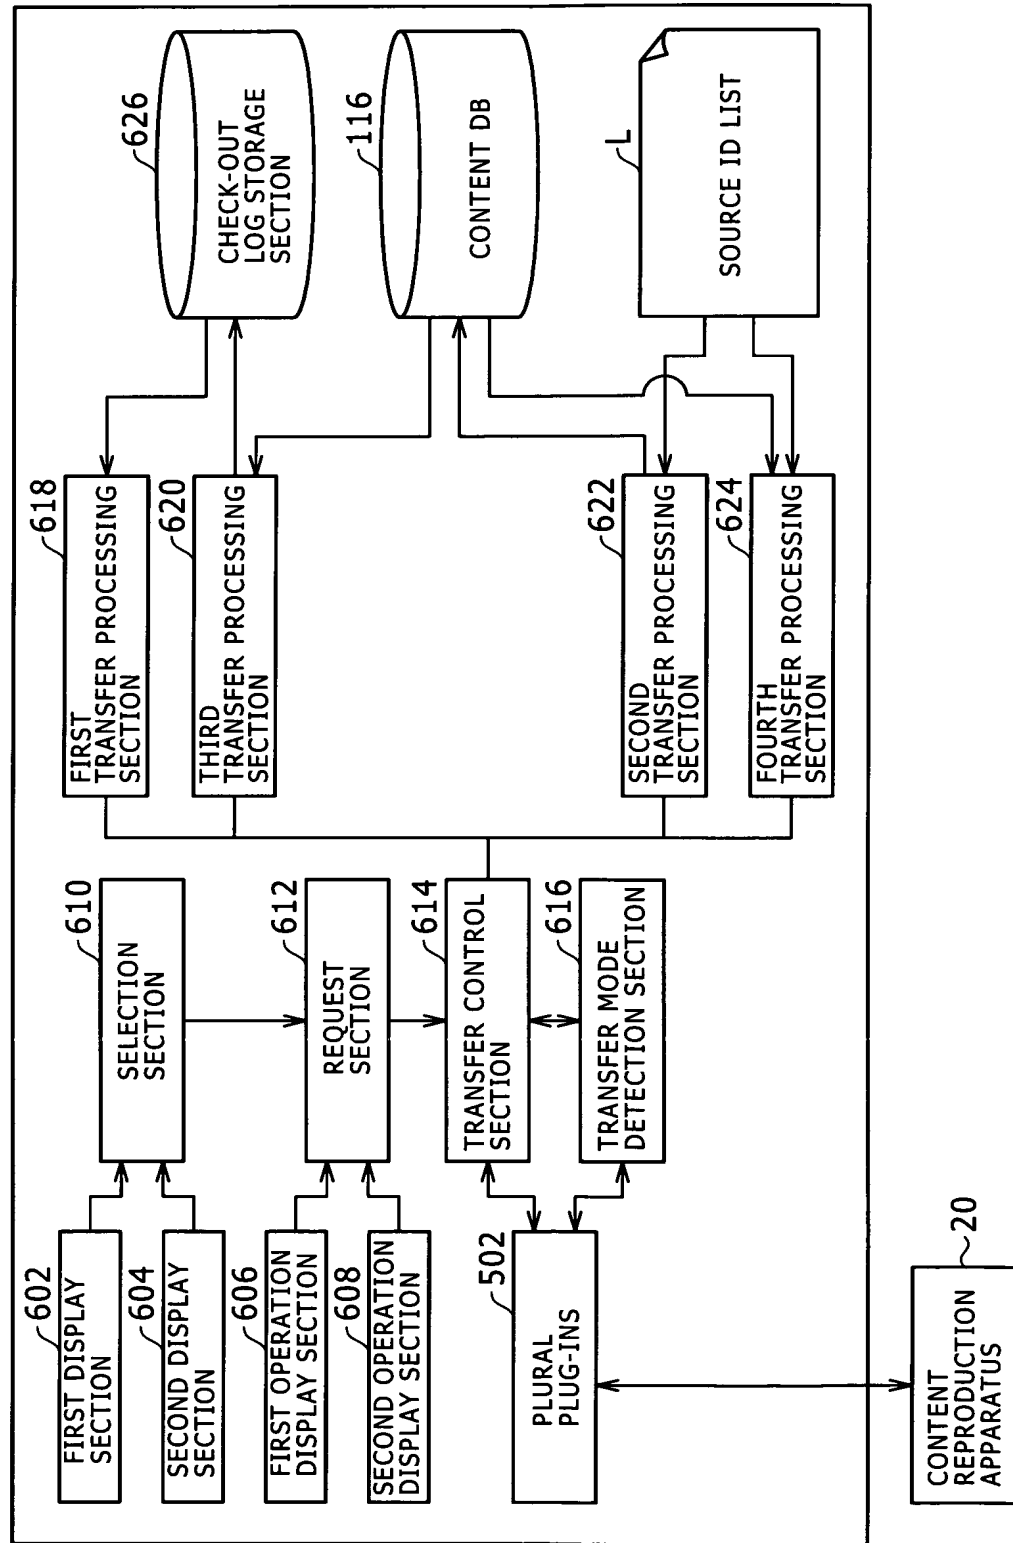 602
FIRST DISPLAY
SECTION
604
SECOND DISPLAY
SECTION
606
FIRST OPERATION
DISPLAY SECTION
608
SECOND OPERATION
DISPLAY SECTION
502
PLURAL
PLUG-INS
20
CONTENT
REPRODUCTION
APPARATUS
610
SELECTION
SECTION
612
REQUEST
SECTION
614
TRANSFER CONTROL
SECTION
616
TRANSFER MODE
DETECTION SECTION
618
FIRST
TRANSFER PROCESSING
SECTION
620
THIRD
TRANSFER PROCESSING
SECTION
622
SECOND
TRANSFER PROCESSING
SECTION
624
FOURTH
TRANSFER PROCESSING
SECTION
626
CHECK-OUT
LOG STORAGE
SECTION
116
CONTENT DB
L
SOURCE ID LIST